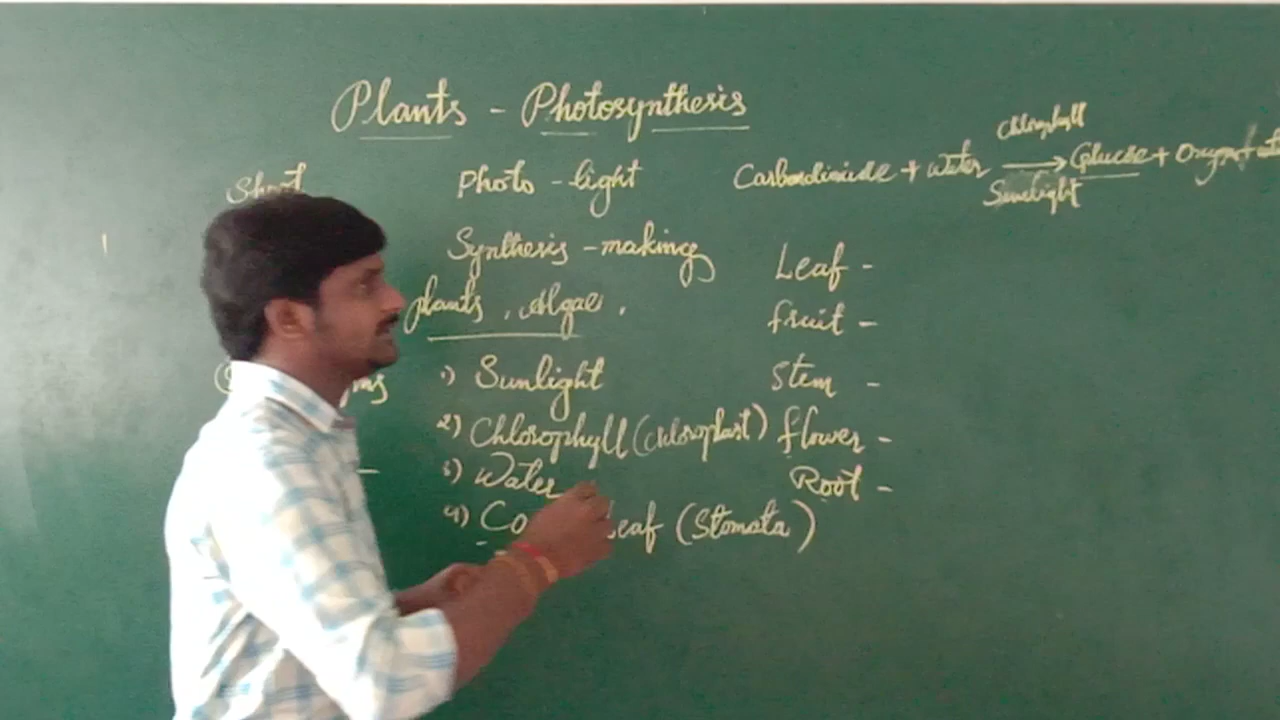 Plants - Photosynthesis
Photo - light
Synthesis - making
plants, Algae.
1) Sunlight
2) Chlorophyll (chloroplast)
3) Water
4) Co leaf (Stomata)
chlorophyll
Carbondioxide + water → Glucose + Oxygen +
Sunlight
Leaf -
fruit -
Stem -
flower -
Root -